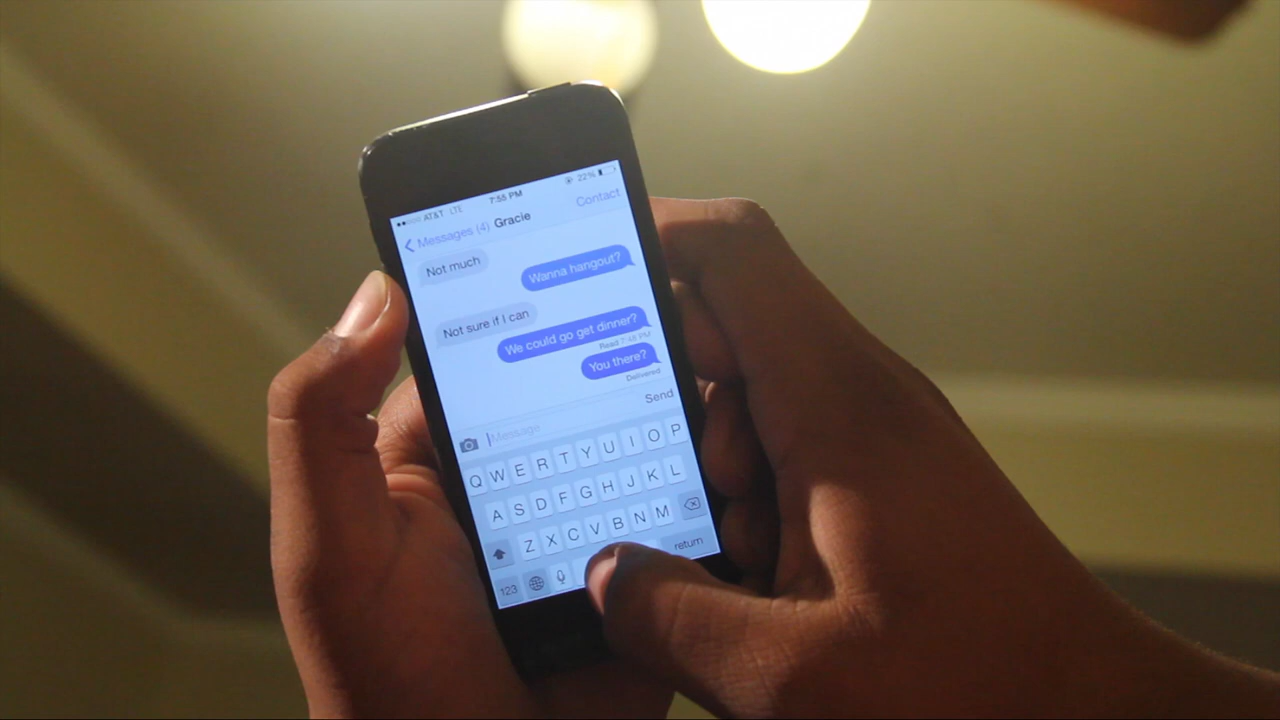 AT&T LTE 7:55 PM 22%
Messages (4) Gracie Contact
Not much
Wanna hangout?
Not sure if I can
We could go get dinner?
Read 7:48 PM
You there?
Delivered
Message Send
Q W E R T Y U I O P
A S D F G H J K L
Z X C V B N M
123 return